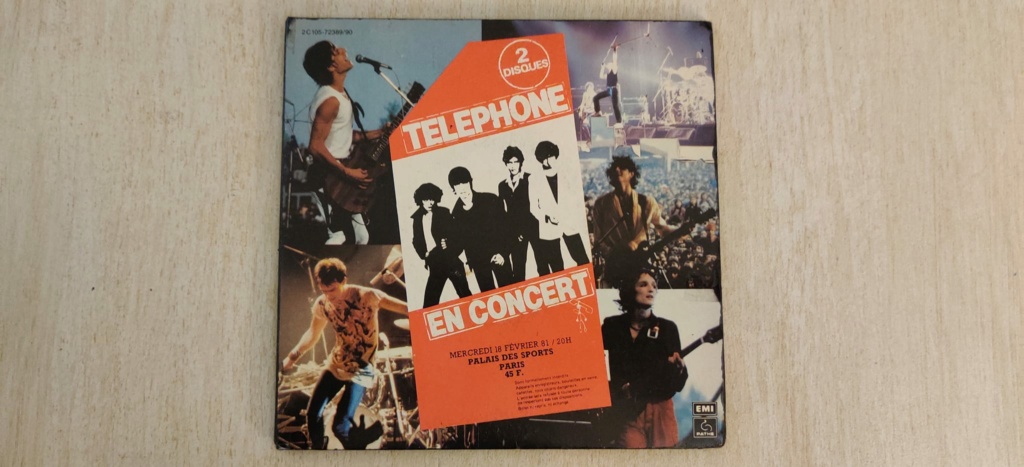 2C 105-72389/90
2
DISQUES
TELEPHONE
EN CONCERT
MERCREDI 18 FÉVRIER 81 / 20H
PALAIS DES SPORTS
PARIS
45 F.
EMI
PATHE